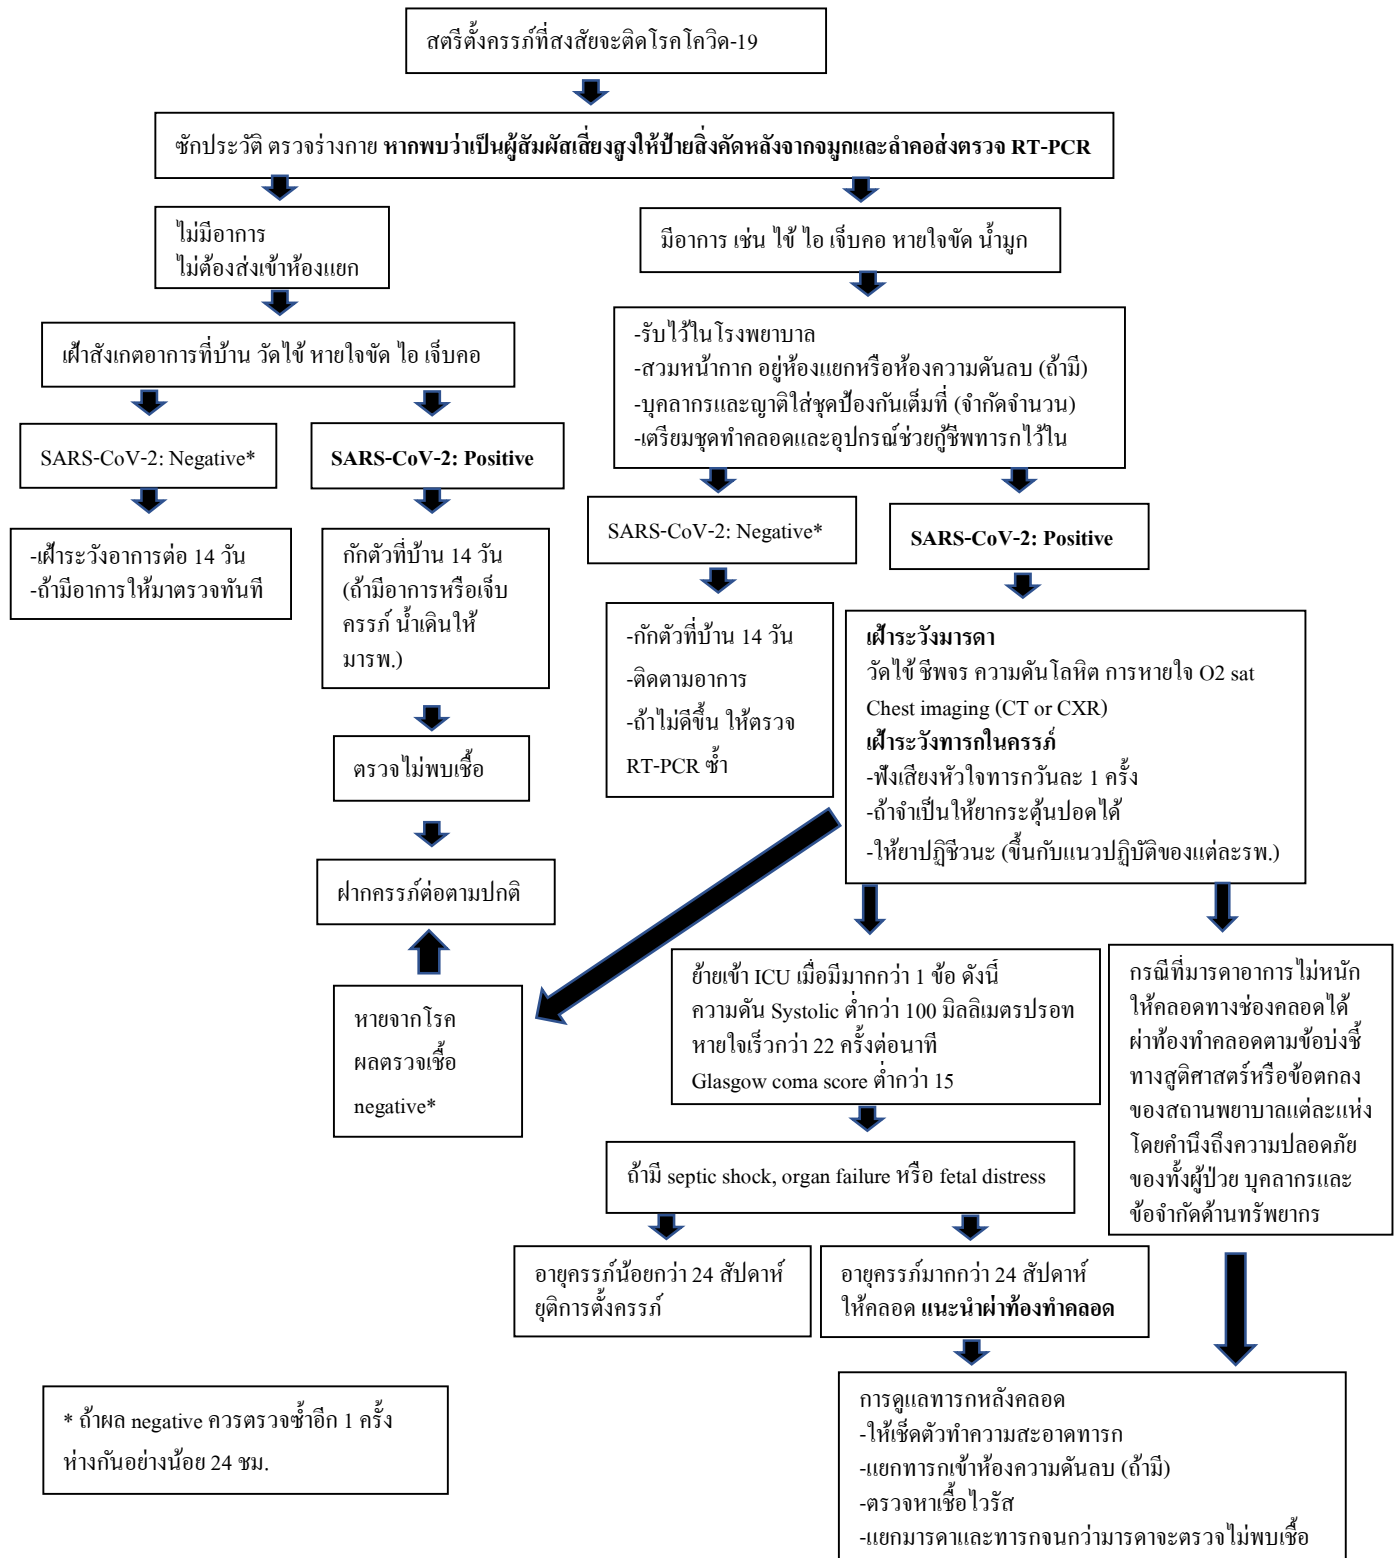 สตรีตั้งครรภ์ที่สงสัยจะติดโรคโควิด-19
ซักประวัติ ตรวจร่างกาย หากพบว่าเป็นผู้สัมผัสเสี่ยงสูงให้ป้ายสิ่งคัดหลังจากจมูกและลำคอส่งตรวจ RT-PCR
ไม่มีอาการ
ไม่ต้องส่งเข้าห้องแยก
มีอาการ เช่น ไข้ ไอ เจ็บคอ หายใจขัด น้ำมูก
เฝ้าสังเกตอาการที่บ้าน วัดไข้ หายใจขัด ไอ เจ็บคอ
-รับไว้ในโรงพยาบาล
-สวมหน้ากาก อยู่ห้องแยกหรือห้องความดันลบ (ถ้ามี)
-บุคลากรและญาติใส่ชุดป้องกันเต็มที่ (จำกัดจำนวน)
-เตรียมชุดทำคลอดและอุปกรณ์ช่วยกู้ชีพทารกไว้ใน
SARS-CoV-2: Negative*
SARS-CoV-2: Positive
SARS-CoV-2: Negative*
SARS-CoV-2: Positive
-เฝ้าระวังอาการต่อ 14 วัน
-ถ้ามีอาการให้มาตรวจทันที
กักตัวที่บ้าน 14 วัน
(ถ้ามีอาการหรือเจ็บ
ครรภ์ น้ำเดินให้
มารพ.)
-กักตัวที่บ้าน 14 วัน
-ติดตามอาการ
-ถ้าไม่ดีขึ้น ให้ตรวจ
RT-PCR ซ้ำ
เฝ้าระวังมารดา
วัดไข้ ชีพจร ความดันโลหิต การหายใจ O2 sat
Chest imaging (CT or CXR)
เฝ้าระวังทารกในครรภ์
-ฟังเสียงหัวใจทารกวันละ 1 ครั้ง
-ถ้าจำเป็นให้ยากระตุ้นปอดได้
-ให้ยาปฏิชีวนะ (ขึ้นกับแนวปฏิบัติของแต่ละรพ.)
ตรวจไม่พบเชื้อ
ฝากครรภ์ต่อตามปกติ
หายจากโรค
ผลตรวจเชื้อ
negative*
ย้ายเข้า ICU เมื่อมีมากกว่า 1 ข้อ ดังนี้
ความดัน Systolic ต่ำกว่า 100 มิลลิเมตรปรอท
หายใจเร็วกว่า 22 ครั้งต่อนาที
Glasgow coma score ต่ำกว่า 15
กรณีที่มารดาอาการไม่หนัก
ให้คลอดทางช่องคลอดได้
ผ่าท้องทำคลอดตามข้อบ่งชี้
ทางสูติศาสตร์หรือข้อตกลง
ของสถานพยาบาลแต่ละแห่ง
โดยคำนึงถึงความปลอดภัย
ของทั้งผู้ป่วย บุคลากรและ
ข้อจำกัดด้านทรัพยากร
ถ้ามี septic shock, organ failure หรือ fetal distress
อายุครรภ์น้อยกว่า 24 สัปดาห์
ยุติการตั้งครรภ์
อายุครรภ์มากกว่า 24 สัปดาห์
ให้คลอด แนะนำผ่าท้องทำคลอด
* ถ้าผล negative ควรตรวจซ้ำอีก 1 ครั้ง
ห่างกันอย่างน้อย 24 ชม.
การดูแลทารกหลังคลอด
-ให้เช็ดตัวทำความสะอาดทารก
-แยกทารกเข้าห้องความดันลบ (ถ้ามี)
-ตรวจหาเชื้อไวรัส
-แยกมารดาและทารกจนกว่ามารดาจะตรวจไม่พบเชื้อ